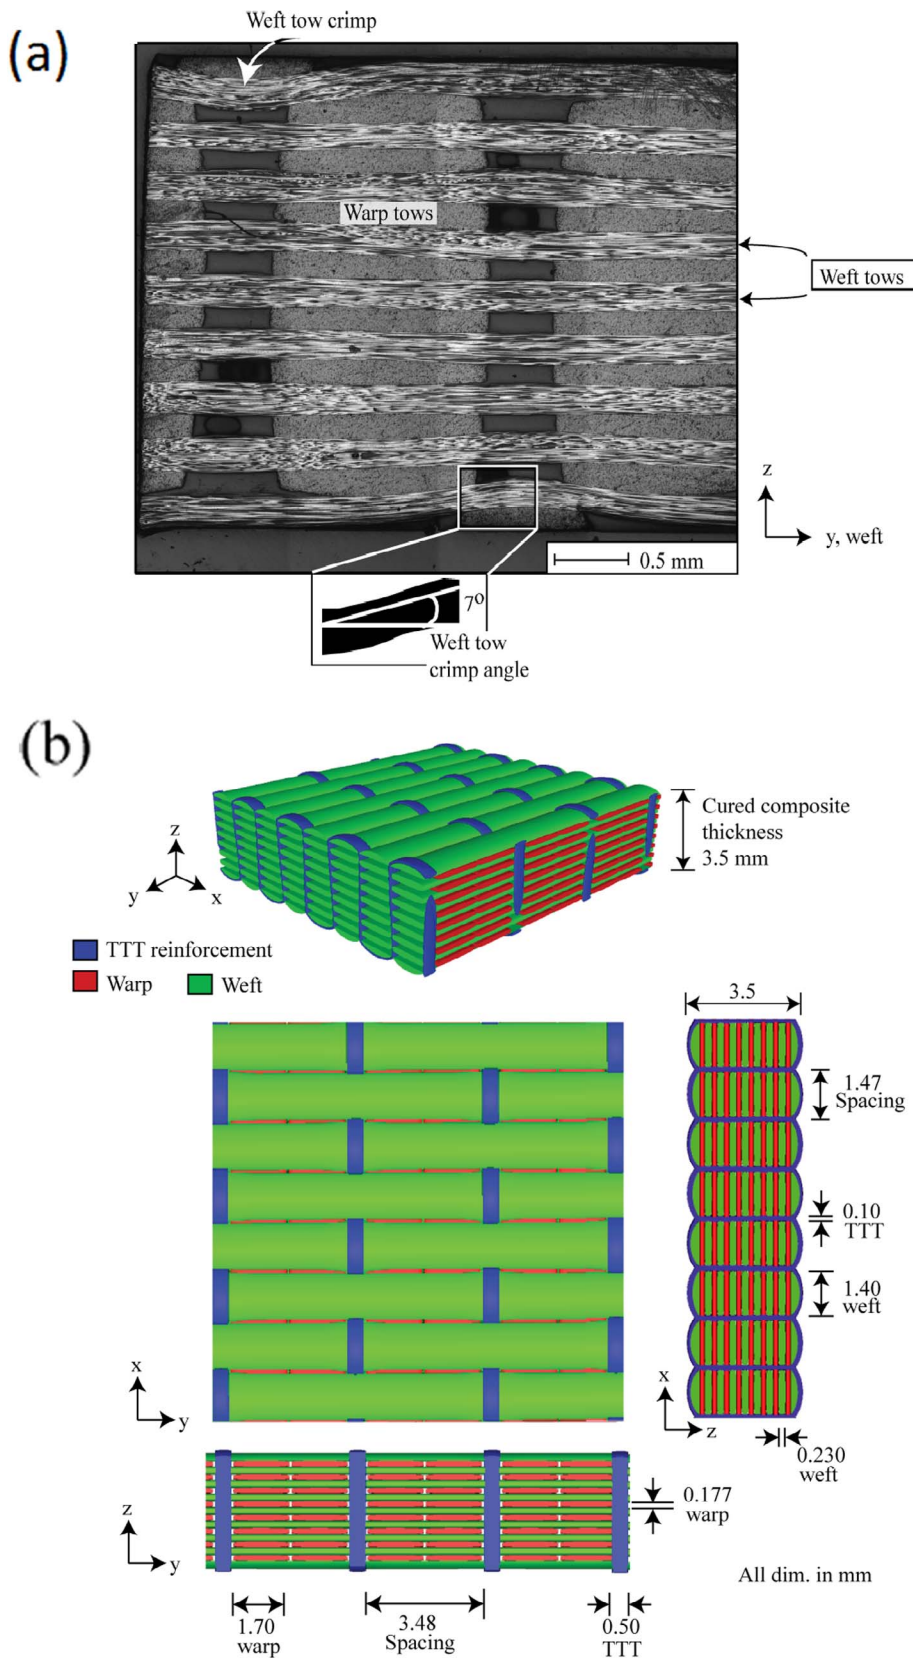 (a)
Weft tow crimp
Warp tows
Weft tows
z
y, weft
0.5 mm
7º
Weft tow
crimp angle
(b)
Cured composite
thickness
3.5 mm
z
y
x
TTT reinforcement
Warp
Weft
3.5
1.47
Spacing
0.10
TTT
1.40
weft
x
y
x
z
0.230
weft
0.177
warp
z
y
All dim. in mm
1.70
warp
3.48
Spacing
0.50
TTT